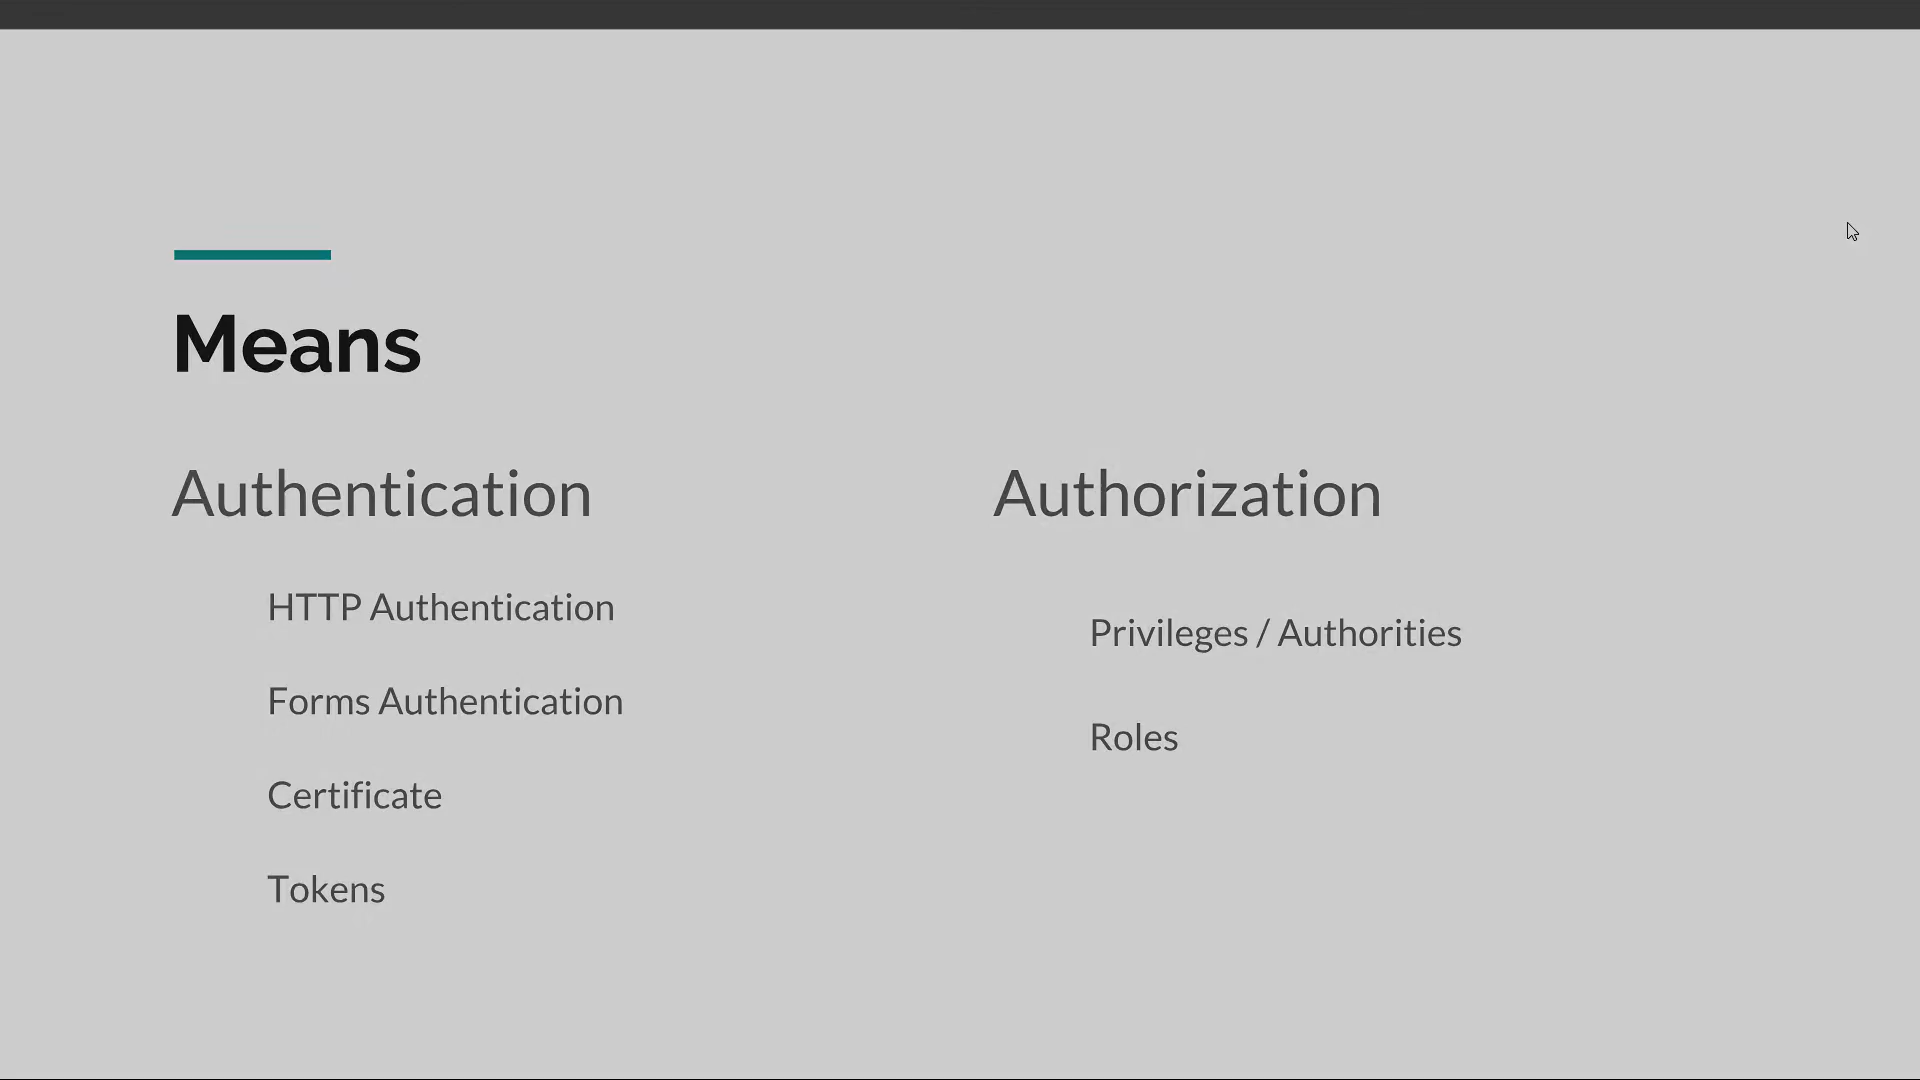 Means
Authentication
HTTP Authentication
Forms Authentication
Certificate
Tokens
Authorization
Privileges / Authorities
Roles